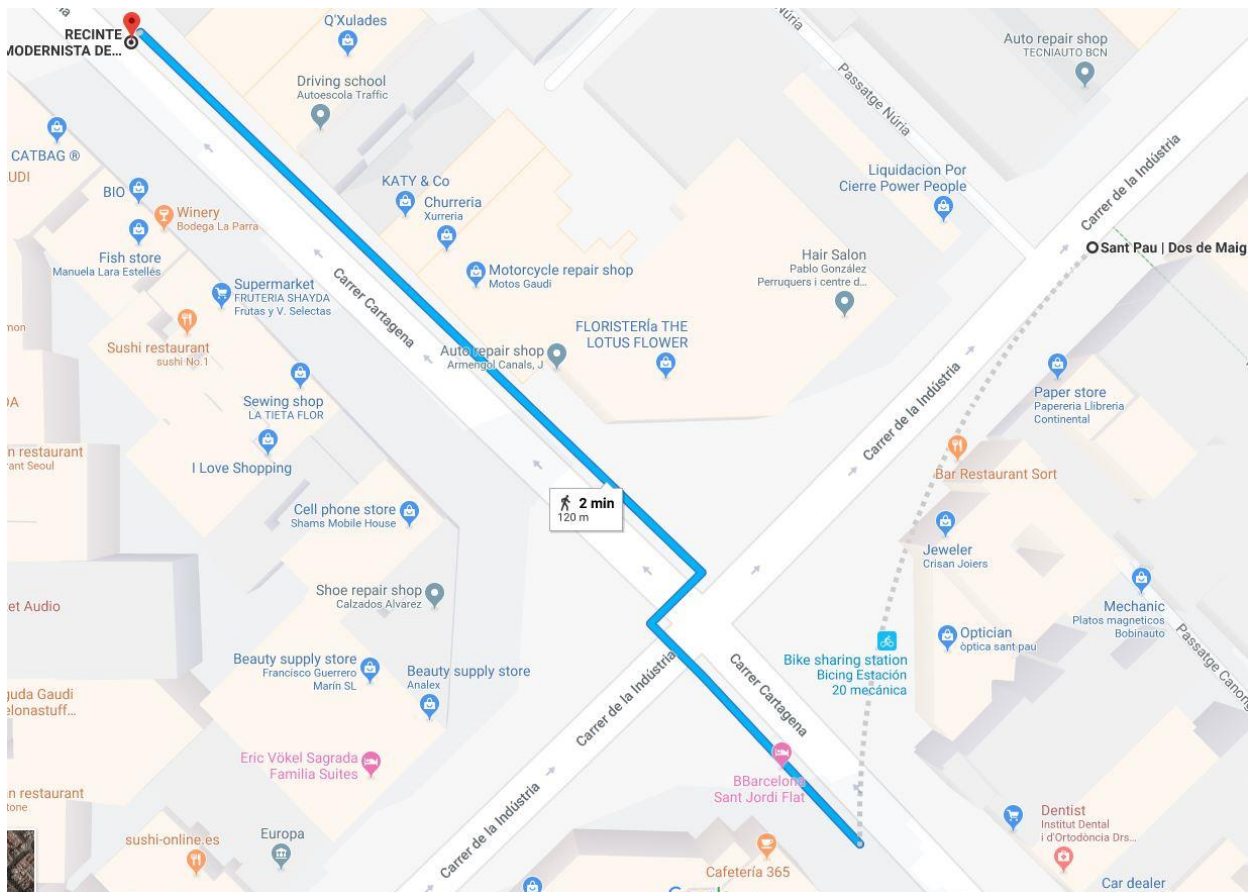 RECINTE
MODERNISTA DE...
Q'Xulades
Driving school
Autoescola Traffic
CATBAG ®
BIO
Winery
Bodega La Parra
Fish store
Manuela Lara Estellés
KATY & Co
Churreria
Xurreria
Motorcycle repair shop
Motos Gaudi
Supermarket
FRUTERIA SHAYDA
Frutas y V. Selectas
Carrer Cartagena
Sushi restaurant
sushi No.1
Sewing shop
LA TIETA FLOR
I Love Shopping
Auto repair shop
Armengol Canals, J
FLORISTERÍa THE
LOTUS FLOWER
Hair Salon
Pablo González
Perruquers i centre d...
Auto repair shop
TECNIAUTO BCN
Passatge Núria
Núria
Liquidacion Por
Cierre Power People
Carrer de la Indústria
Sant Pau | Dos de Maig
Carrer de la Indústria
Paper store
Papereria Llibreria
Continental
Bar Restaurant Sort
Jeweler
Crisan Joiers
Mechanic
Platos magneticos
Bobinauto
Optician
òptica sant pau
Bike sharing station
Bicing Estación
20 mecánica
2 min
120 m
Cell phone store
Shams Mobile House
Shoe repair shop
Calzados Alvarez
Beauty supply store
Francisco Guerrero
Marín SL
Beauty supply store
Analex
Eric Vökel Sagrada
Familia Suites
Carrer de la Indústria
Carrer Cartagena
BBarcelona
Sant Jordi Flat
sushi-online.es
Europa
Carrer de la Indústria
Cafetería 365
Dentist
Institut Dental
i d'Ortodòncia Drs...
Car dealer
n restaurant
rant Seoul
et Audio
guda Gaudi
elonastuff...
n restaurant
tone